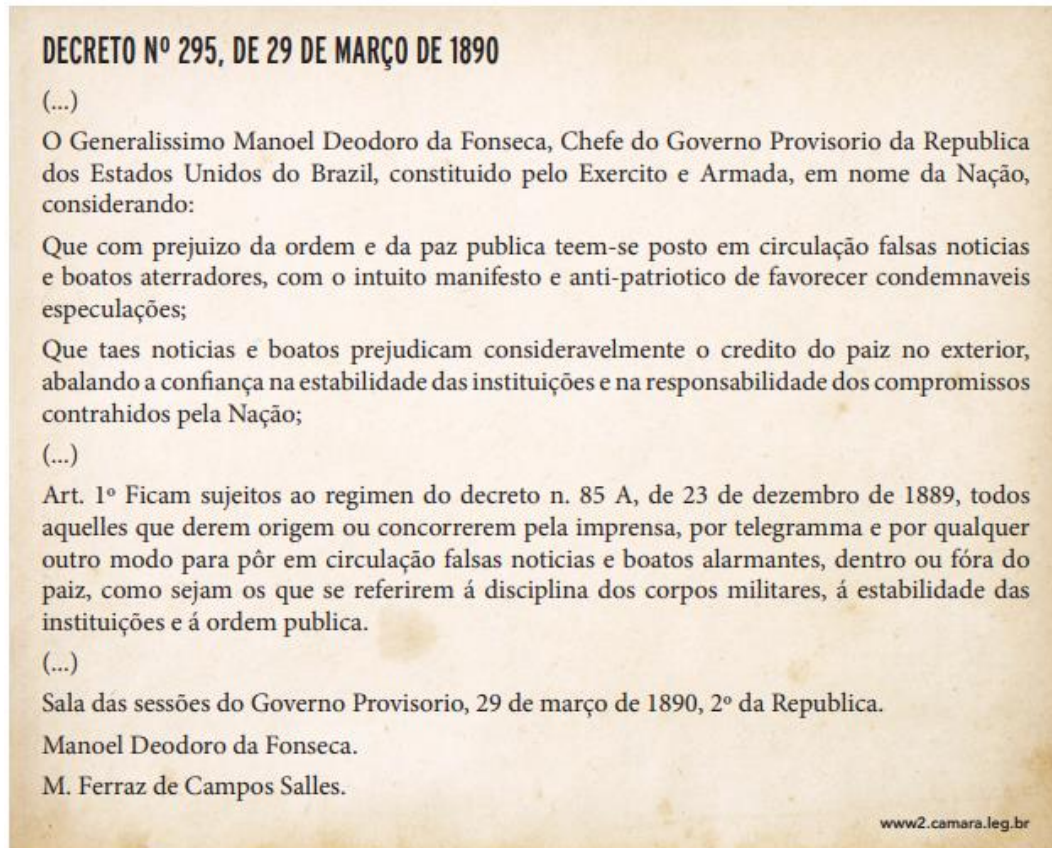 DECRETO Nº 295, DE 29 DE MARÇO DE 1890
(...)
O Generalissimo Manoel Deodoro da Fonseca, Chefe do Governo Provisorio da Republica
dos Estados Unidos do Brazil, constituido pelo Exercito e Armada, em nome da Nação,
considerando:
Que com prejuizo da ordem e da paz publica teem-se posto em circulação falsas noticias
e boatos aterradores, com o intuito manifesto e anti-patriotico de favorecer condemnaveis
especulações;
Que taes noticias e boatos prejudicam consideravelmente o credito do paiz no exterior,
abalando a confiança na estabilidade das instituições e na responsabilidade dos compromissos
contrahidos pela Nação;
(...)
Art. 1º Ficam sujeitos ao regimen do decreto n. 85 A, de 23 de dezembro de 1889, todos
aquelles que derem origem ou concorrerem pela imprensa, por telegramma e por qualquer
outro modo para pôr em circulação falsas noticias e boatos alarmantes, dentro ou fóra do
paiz, como sejam os que se referirem á disciplina dos corpos militares, á estabilidade das
instituições e á ordem publica.
(...)
Sala das sessões do Governo Provisorio, 29 de março de 1890, 2º da Republica.
Manoel Deodoro da Fonseca.
M. Ferraz de Campos Salles.
www2.camara.leg.br